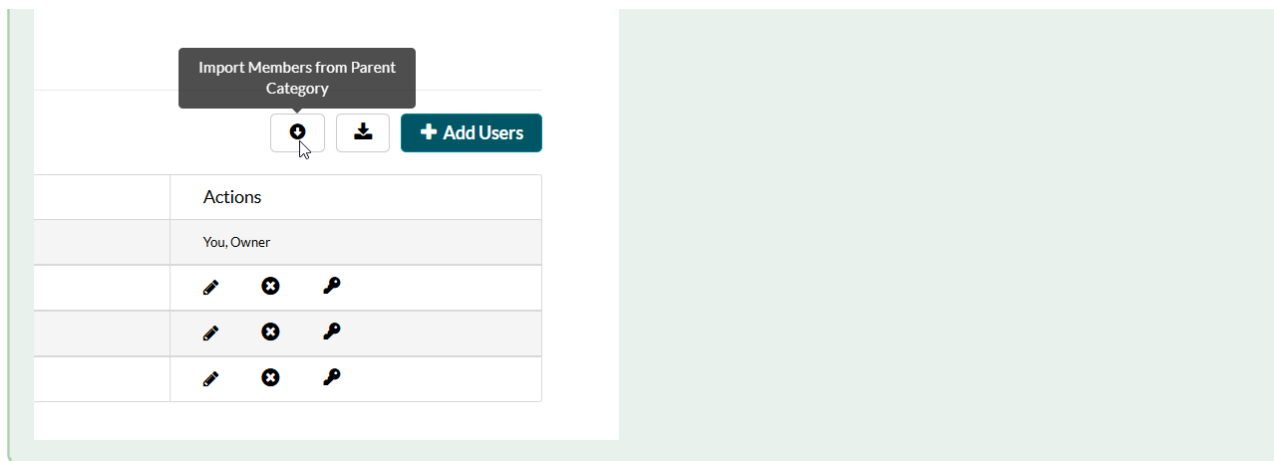 Import Members from Parent
Category
Add Users
Actions
You, Owner